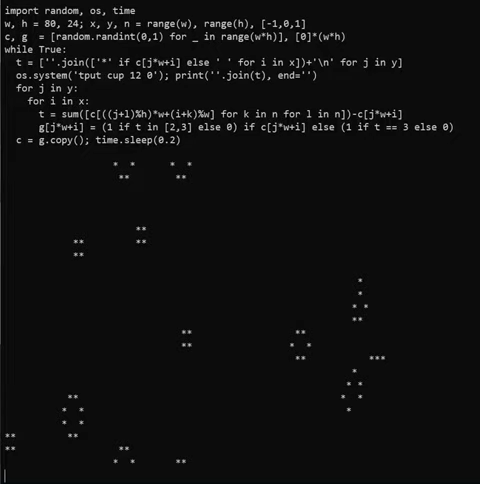 import random, os, time
w, h = 80, 24; x, y, n = range(w), range(h), [-1,0,1]
c, g  = [random.randint(0,1) for _ in range(w*h)], [0]*(w*h)
while True:
  t = [''.join(['*' if c[j*w+i] else ' ' for i in x])+'\n' for j in y]
  os.system('tput cup 12 0'); print(''.join(t), end='')
  for j in y:
    for i in x:
      t = sum([c[((j+l)%h)*w+(i+k)%w] for k in n for l in n])-c[j*w+i]
      g[j*w+i] = (1 if t in [2,3] else 0) if c[j*w+i] else (1 if t == 3 else 0)
  c = g.copy(); time.sleep(0.2)